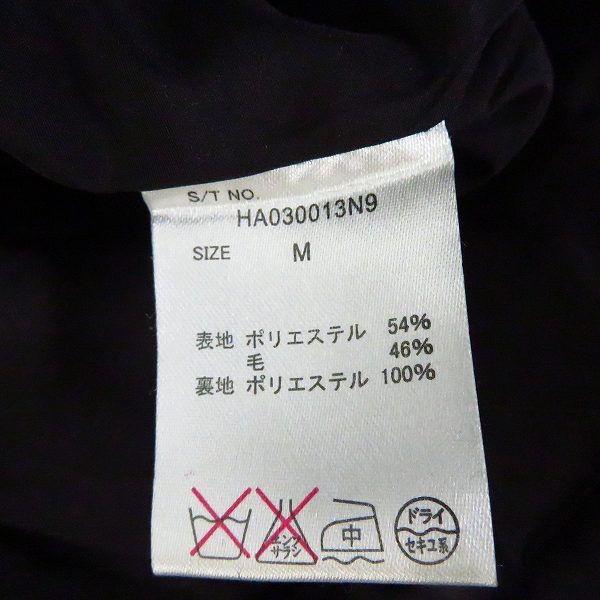 S/T NO.
HA030013N9
SIZE M
表地 ポリエステル 54%
毛 46%
裏地 ポリエステル 100%
エンソ
サラシ
中
ドライ
セキユ系